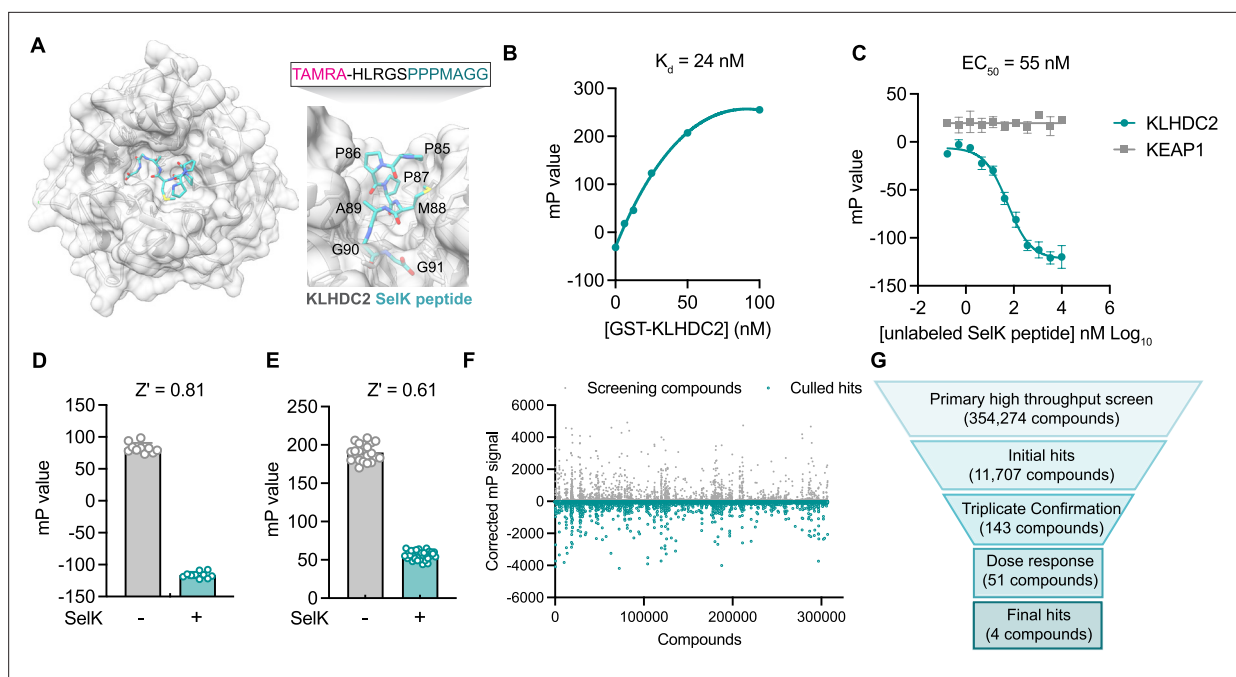 A
TAMRA-HLRGSPPPMAGG
P86
P85
P87
A89
M88
G90
G91
KLHDC2 SelK peptide
B
Kd = 24 nM
mP value
300
200
100
0
-100
0
50
100
[GST-KLHDC2] (nM)
C
EC50 = 55 nM
mP value
50
0
-50
-100
-150
-2
0
2
4
6
[unlabeled SelK peptide] nM Log10
KLHDC2
KEAP1
D
Z' = 0.81
mP value
150
100
50
0
-50
-100
-150
SelK
-
+
E
Z' = 0.61
mP value
250
200
150
100
50
0
SelK
-
+
F
Screening compounds
Culled hits
Corrected mP signal
6000
4000
2000
0
-2000
-4000
-6000
0
100000
200000
300000
Compounds
G
Primary high throughput screen
(354,274 compounds)
Initial hits
(11,707 compounds)
Triplicate Confirmation
(143 compounds)
Dose response
(51 compounds)
Final hits
(4 compounds)